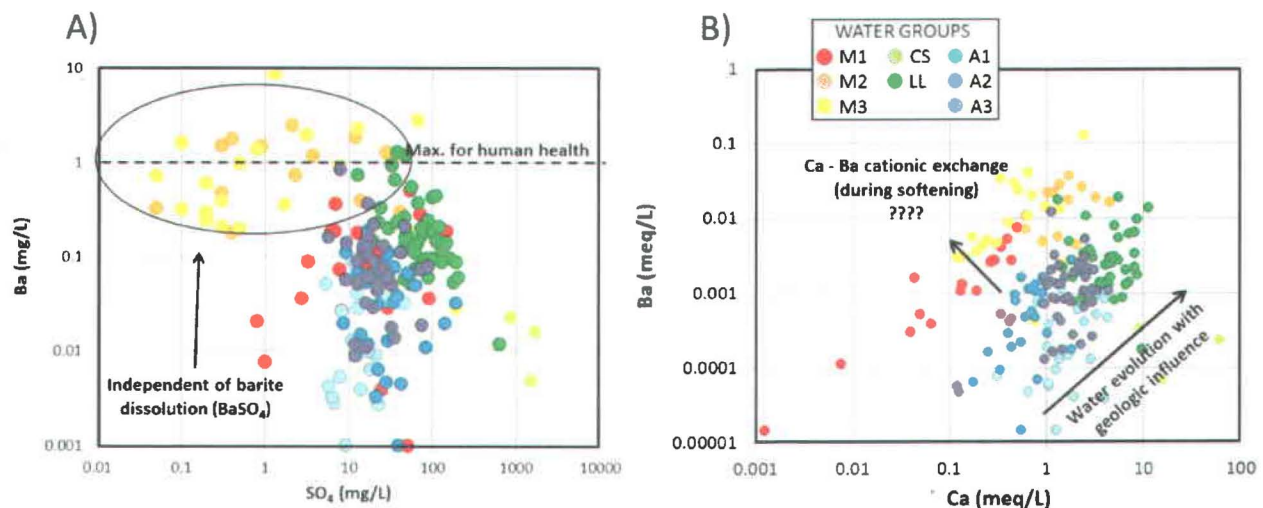 A)
10
1
0.1
0.01
0.001
0.01
0.1
1
10
100
1000
10000
Ba (mg/L)
SO₄ (mg/L)
Max. for human health
Independent of barite
dissolution (BaSO₄)
B)
WATER GROUPS
M1 CS A1
M2 LL A2
M3 A3
1
0.1
0.01
0.001
0.0001
0.00001
0.001
0.01
0.1
1
10
100
Ba (meq/L)
Ca (meq/L)
Ca - Ba cationic exchange
(during softening)
????
Water evolution with
geologic influence